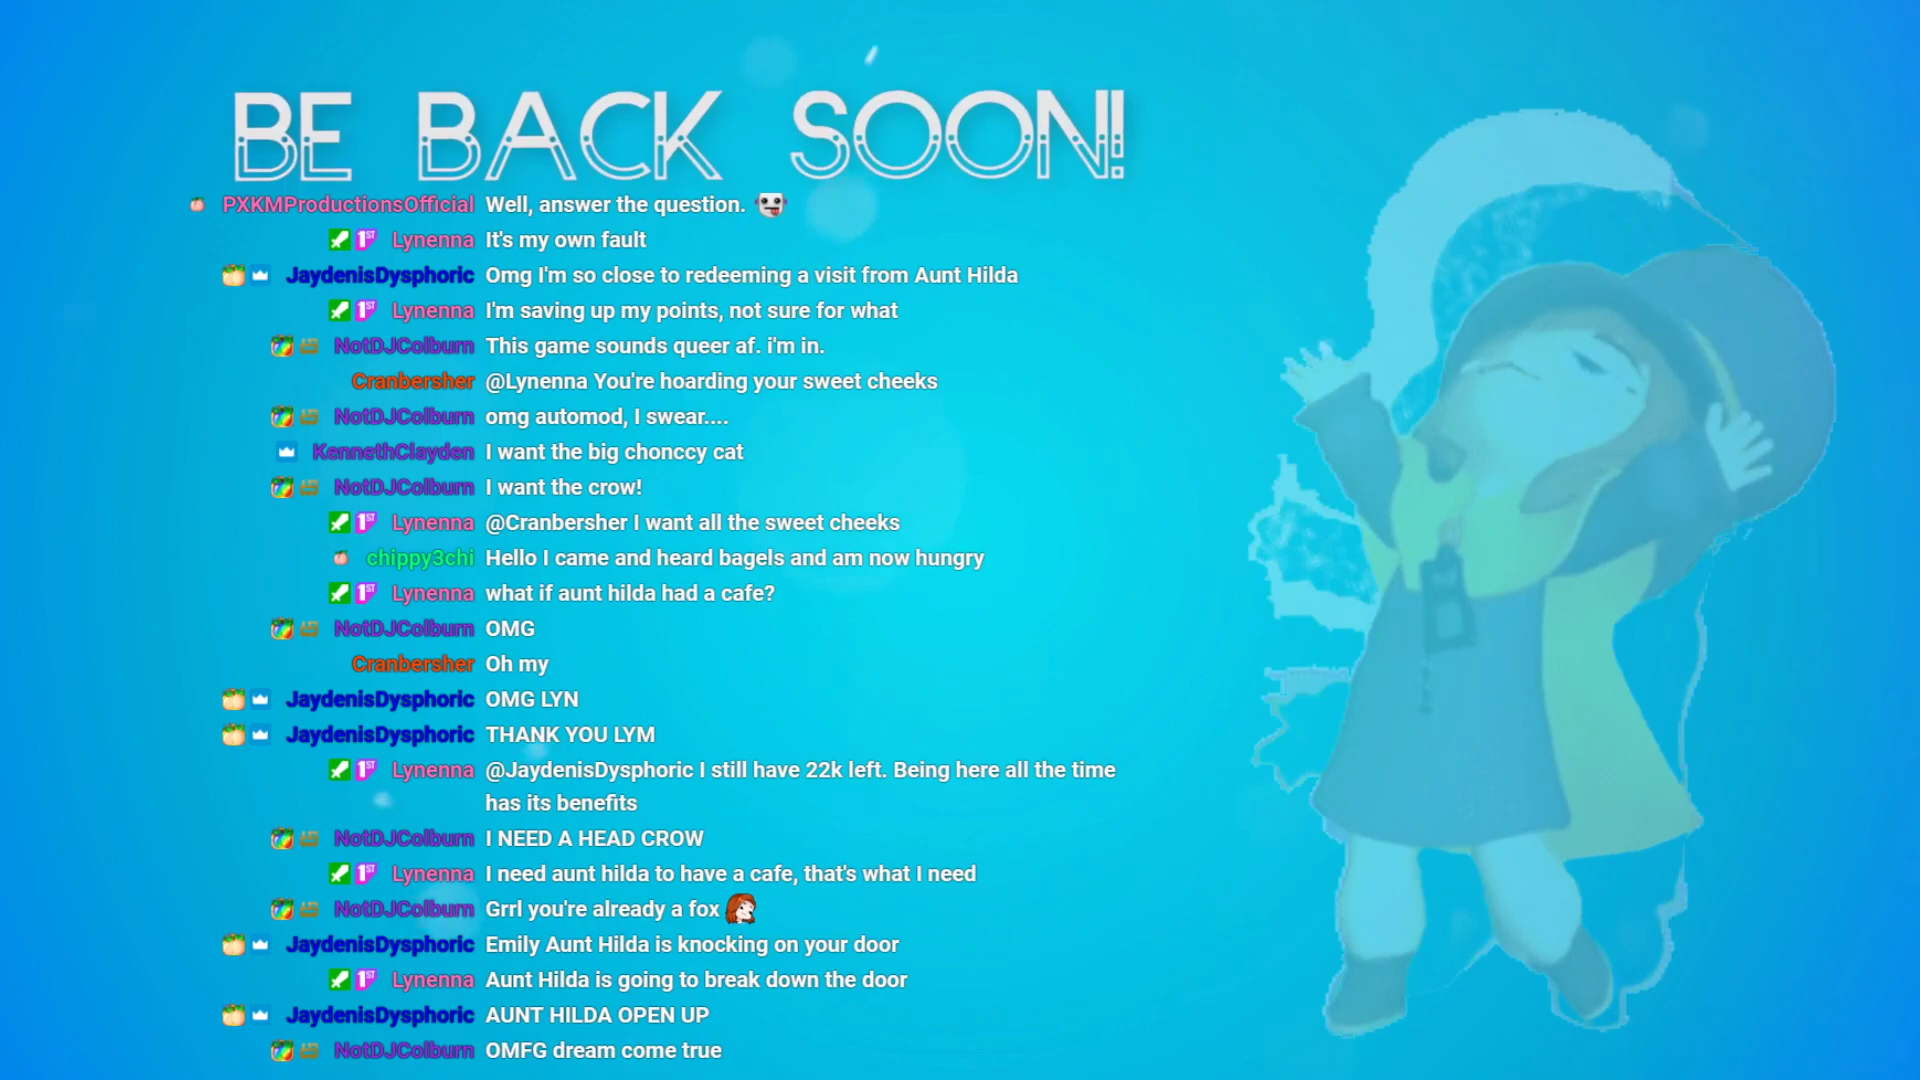 BE BACK SOON!
PXKMProductionsOfficial Well, answer the question.
1ST Lynenna It's my own fault
JaydenisDysphoric Omg I'm so close to redeeming a visit from Aunt Hilda
1ST Lynenna I'm saving up my points, not sure for what
NotDJColburn This game sounds queer af. i'm in.
Cranbersher @Lynenna You're hoarding your sweet cheeks
NotDJColburn omg automod, I swear....
KennethClayden I want the big chonccy cat
NotDJColburn I want the crow!
1ST Lynenna @Cranbersher I want all the sweet cheeks
chippy3chi Hello I came and heard bagels and am now hungry
1ST Lynenna what if aunt hilda had a cafe?
NotDJColburn OMG
Cranbersher Oh my
JaydenisDysphoric OMG LYN
JaydenisDysphoric THANK YOU LYM
1ST Lynenna @JaydenisDysphoric I still have 22k left. Being here all the time
has its benefits
NotDJColburn I NEED A HEAD CROW
1ST Lynenna I need aunt hilda to have a cafe, that's what I need
NotDJColburn Grrl you're already a fox
JaydenisDysphoric Emily Aunt Hilda is knocking on your door
1ST Lynenna Aunt Hilda is going to break down the door
JaydenisDysphoric AUNT HILDA OPEN UP
NotDJColburn OMFG dream come true